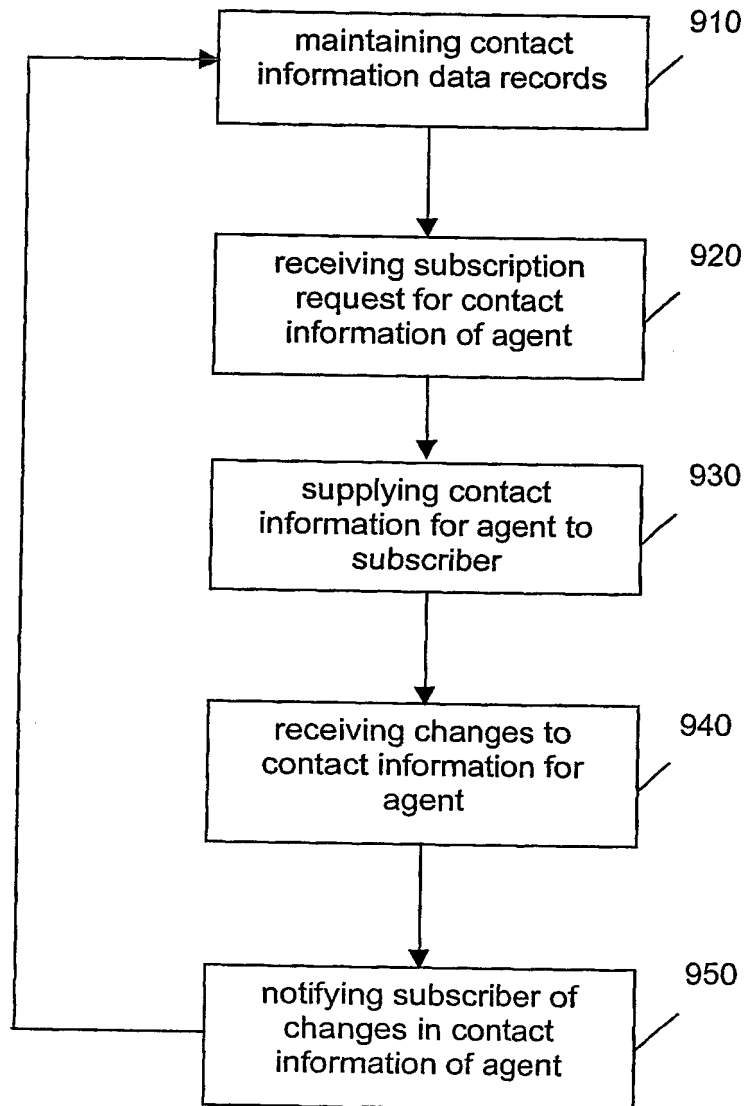 910
maintaining contact
information data records
920
receiving subscription
request for contact
information of agent
930
supplying contact
information for agent to
subscriber
940
receiving changes to
contact information for
agent
950
notifying subscriber of
changes in contact
information of agent